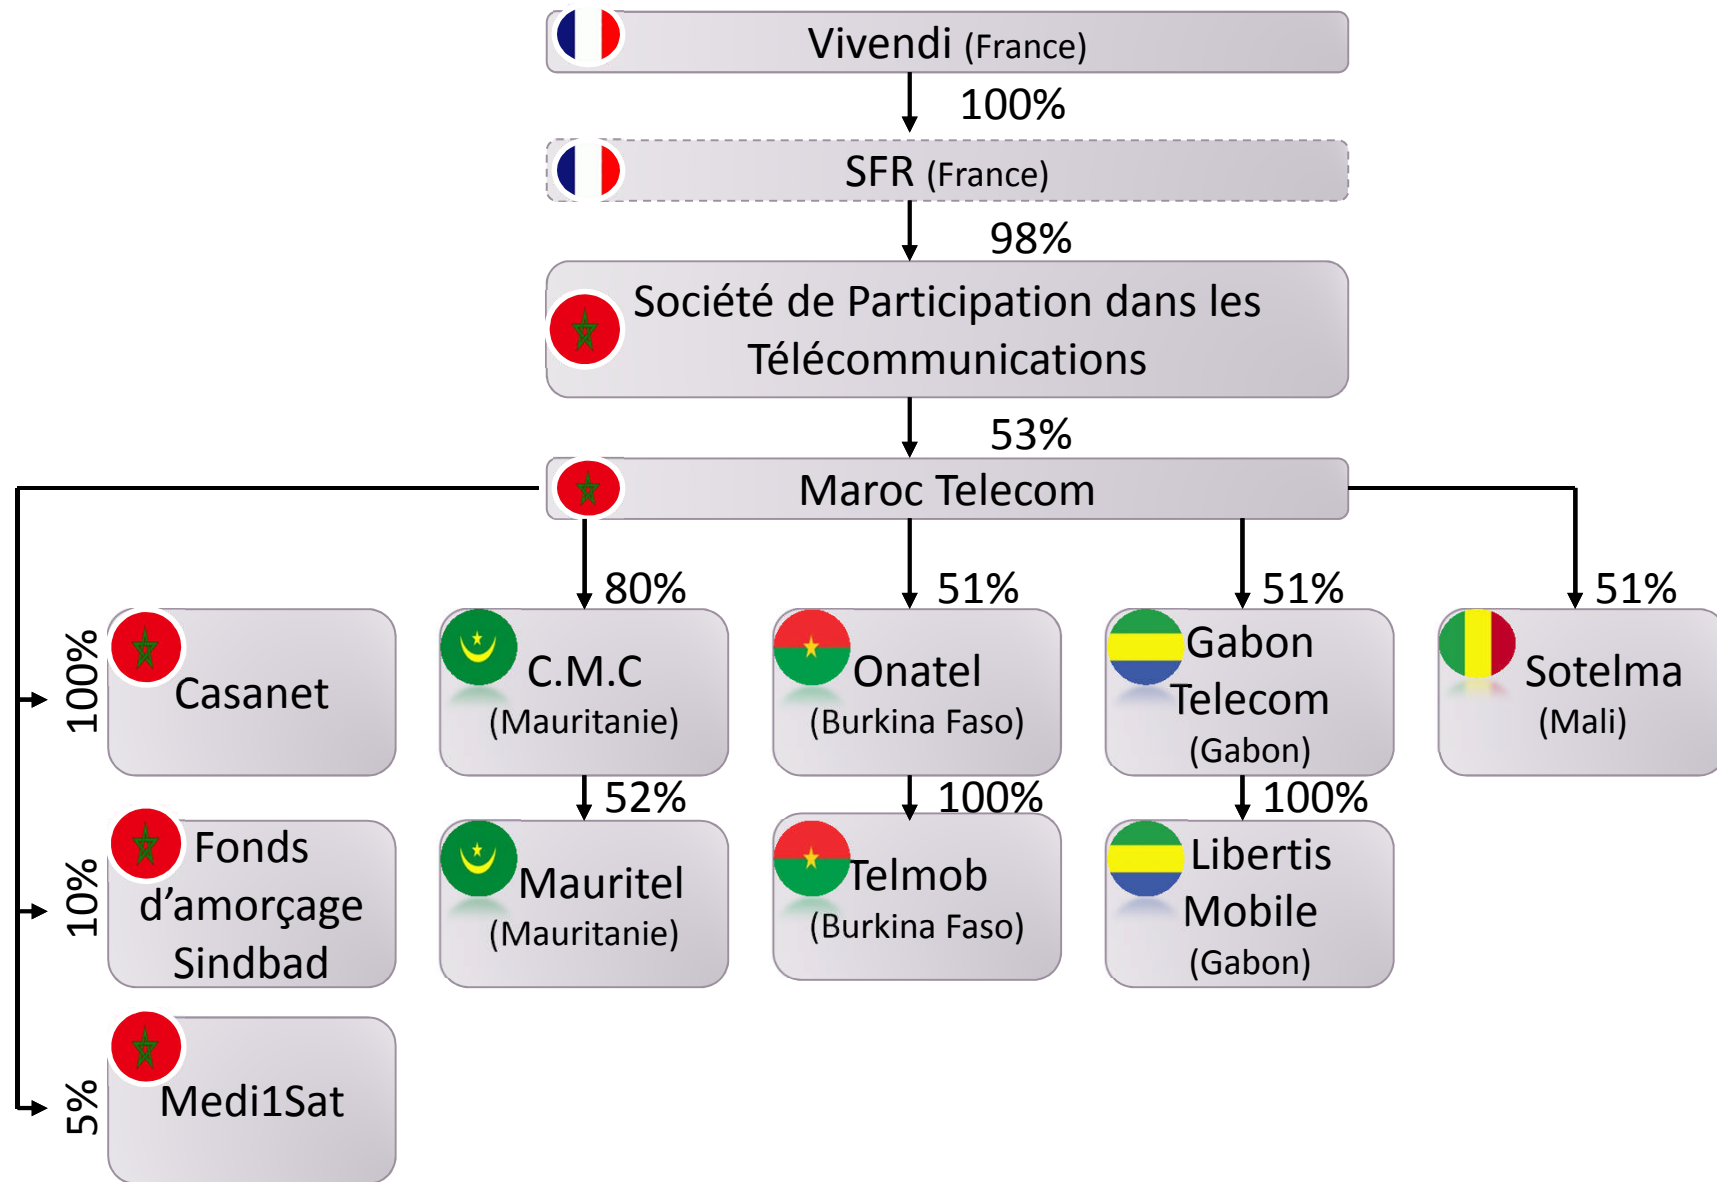 Vivendi (France)
100%
SFR (France)
98%
Société de Participation dans les
Télécommunications
53%
Maroc Telecom
80%
51%
51%
51%
100%
Casanet
C.M.C
(Mauritanie)
Onatel
(Burkina Faso)
Gabon
Telecom
(Gabon)
Sotelma
(Mali)
52%
100%
100%
10%
Fonds
d’amorçage
Sindbad
Mauritel
(Mauritanie)
Telmob
(Burkina Faso)
Libertis
Mobile
(Gabon)
5%
Medi1Sat